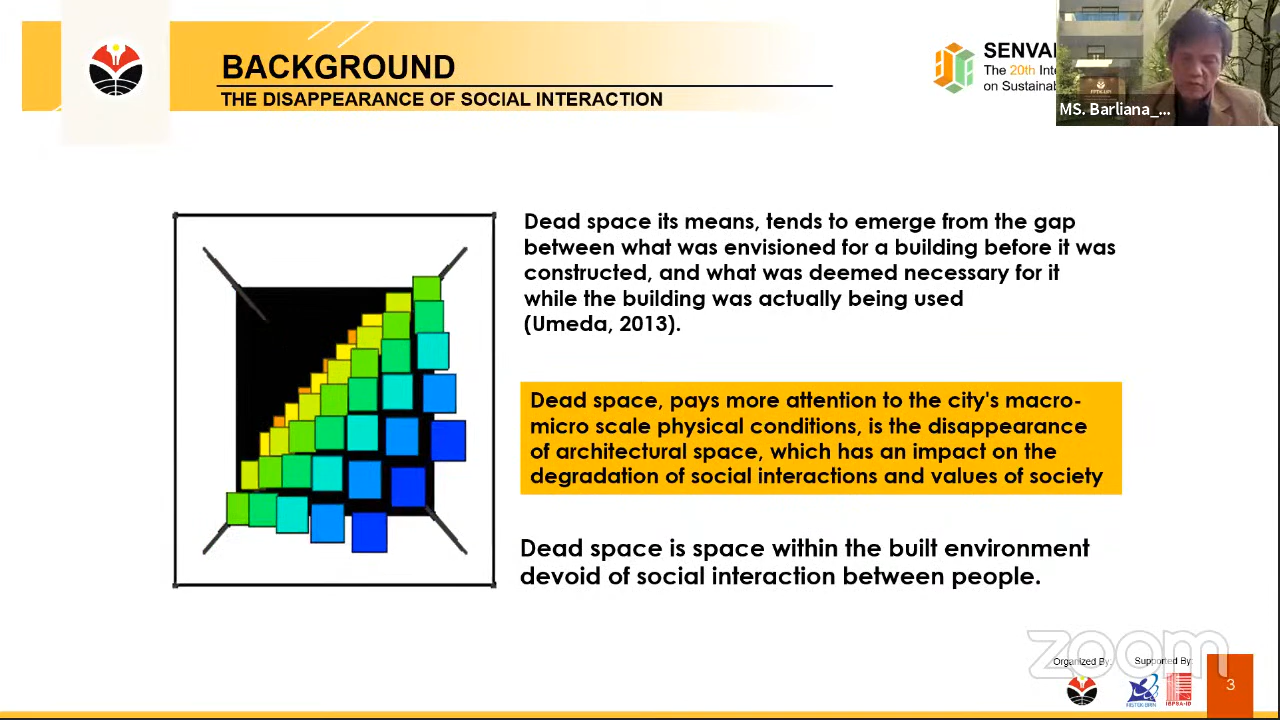 BACKGROUND
THE DISAPPEARANCE OF SOCIAL INTERACTION
SENVAR
The 20th Inte
on Sustainab
MS. Barliana_...
Dead space its means, tends to emerge from the gap
between what was envisioned for a building before it was
constructed, and what was deemed necessary for it
while the building was actually being used
(Umeda, 2013).
Dead space, pays more attention to the city's macro-
micro scale physical conditions, is the disappearance
of architectural space, which has an impact on the
degradation of social interactions and values of society
Dead space is space within the built environment
devoid of social interaction between people.
zoom
Organized By:
Supported By:
IBPSA-ID
3